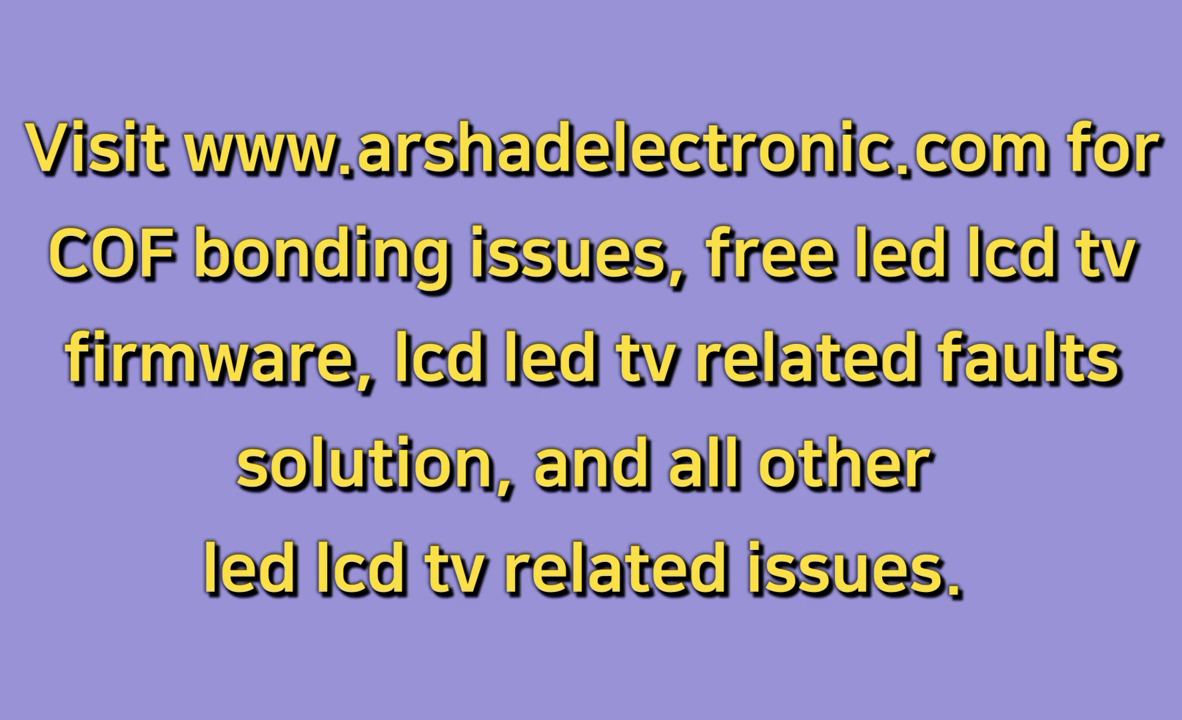 Visit www.arshadelectronic.com for
COF bonding issues, free led lcd tv
firmware, lcd led tv related faults
solution, and all other
led lcd tv related issues.